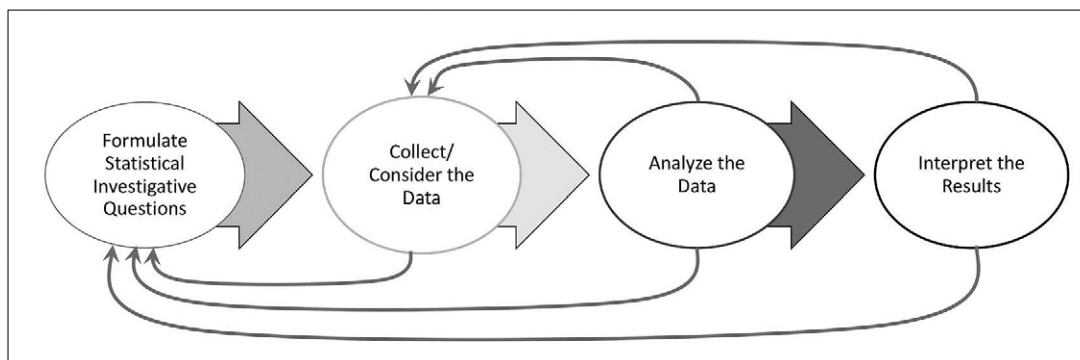 Formulate
Statistical
Investigative
Questions
Collect/
Consider the
Data
Analyze the
Data
Interpret the
Results